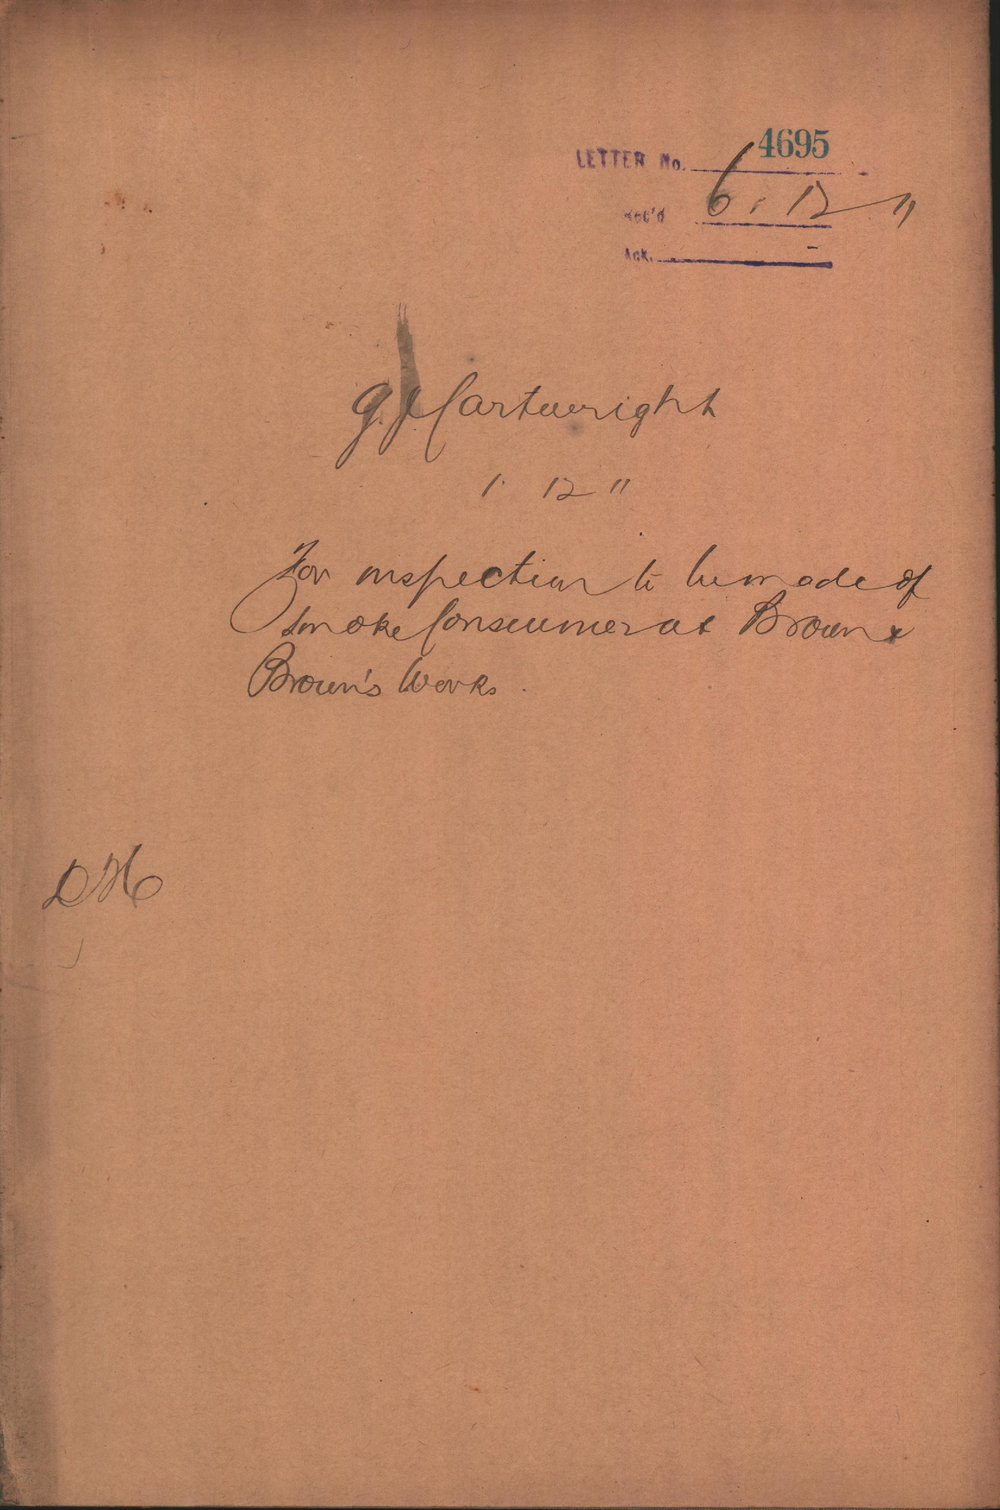 LETTER No. 4695
Rec'd 6. 12 11
Ack.
G. J. Cartwright
1. 12 11
For inspection to be made of
Smoke Consumer at Brown &
Brown's Works.